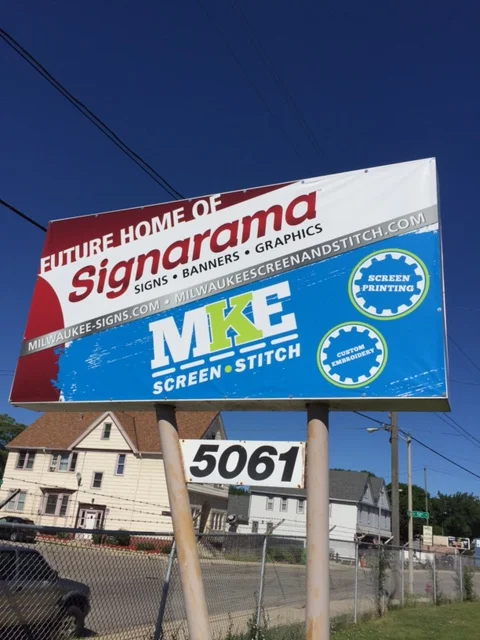 FUTURE HOME OF
Signarama
SIGNS • BANNERS • GRAPHICS
MILWAUKEE-SIGNS.COM • MILWAUKEESCREENANDSTITCH.COM
MKE
SCREEN•STITCH
SCREEN
PRINTING
CUSTOM
EMBROIDERY
5061